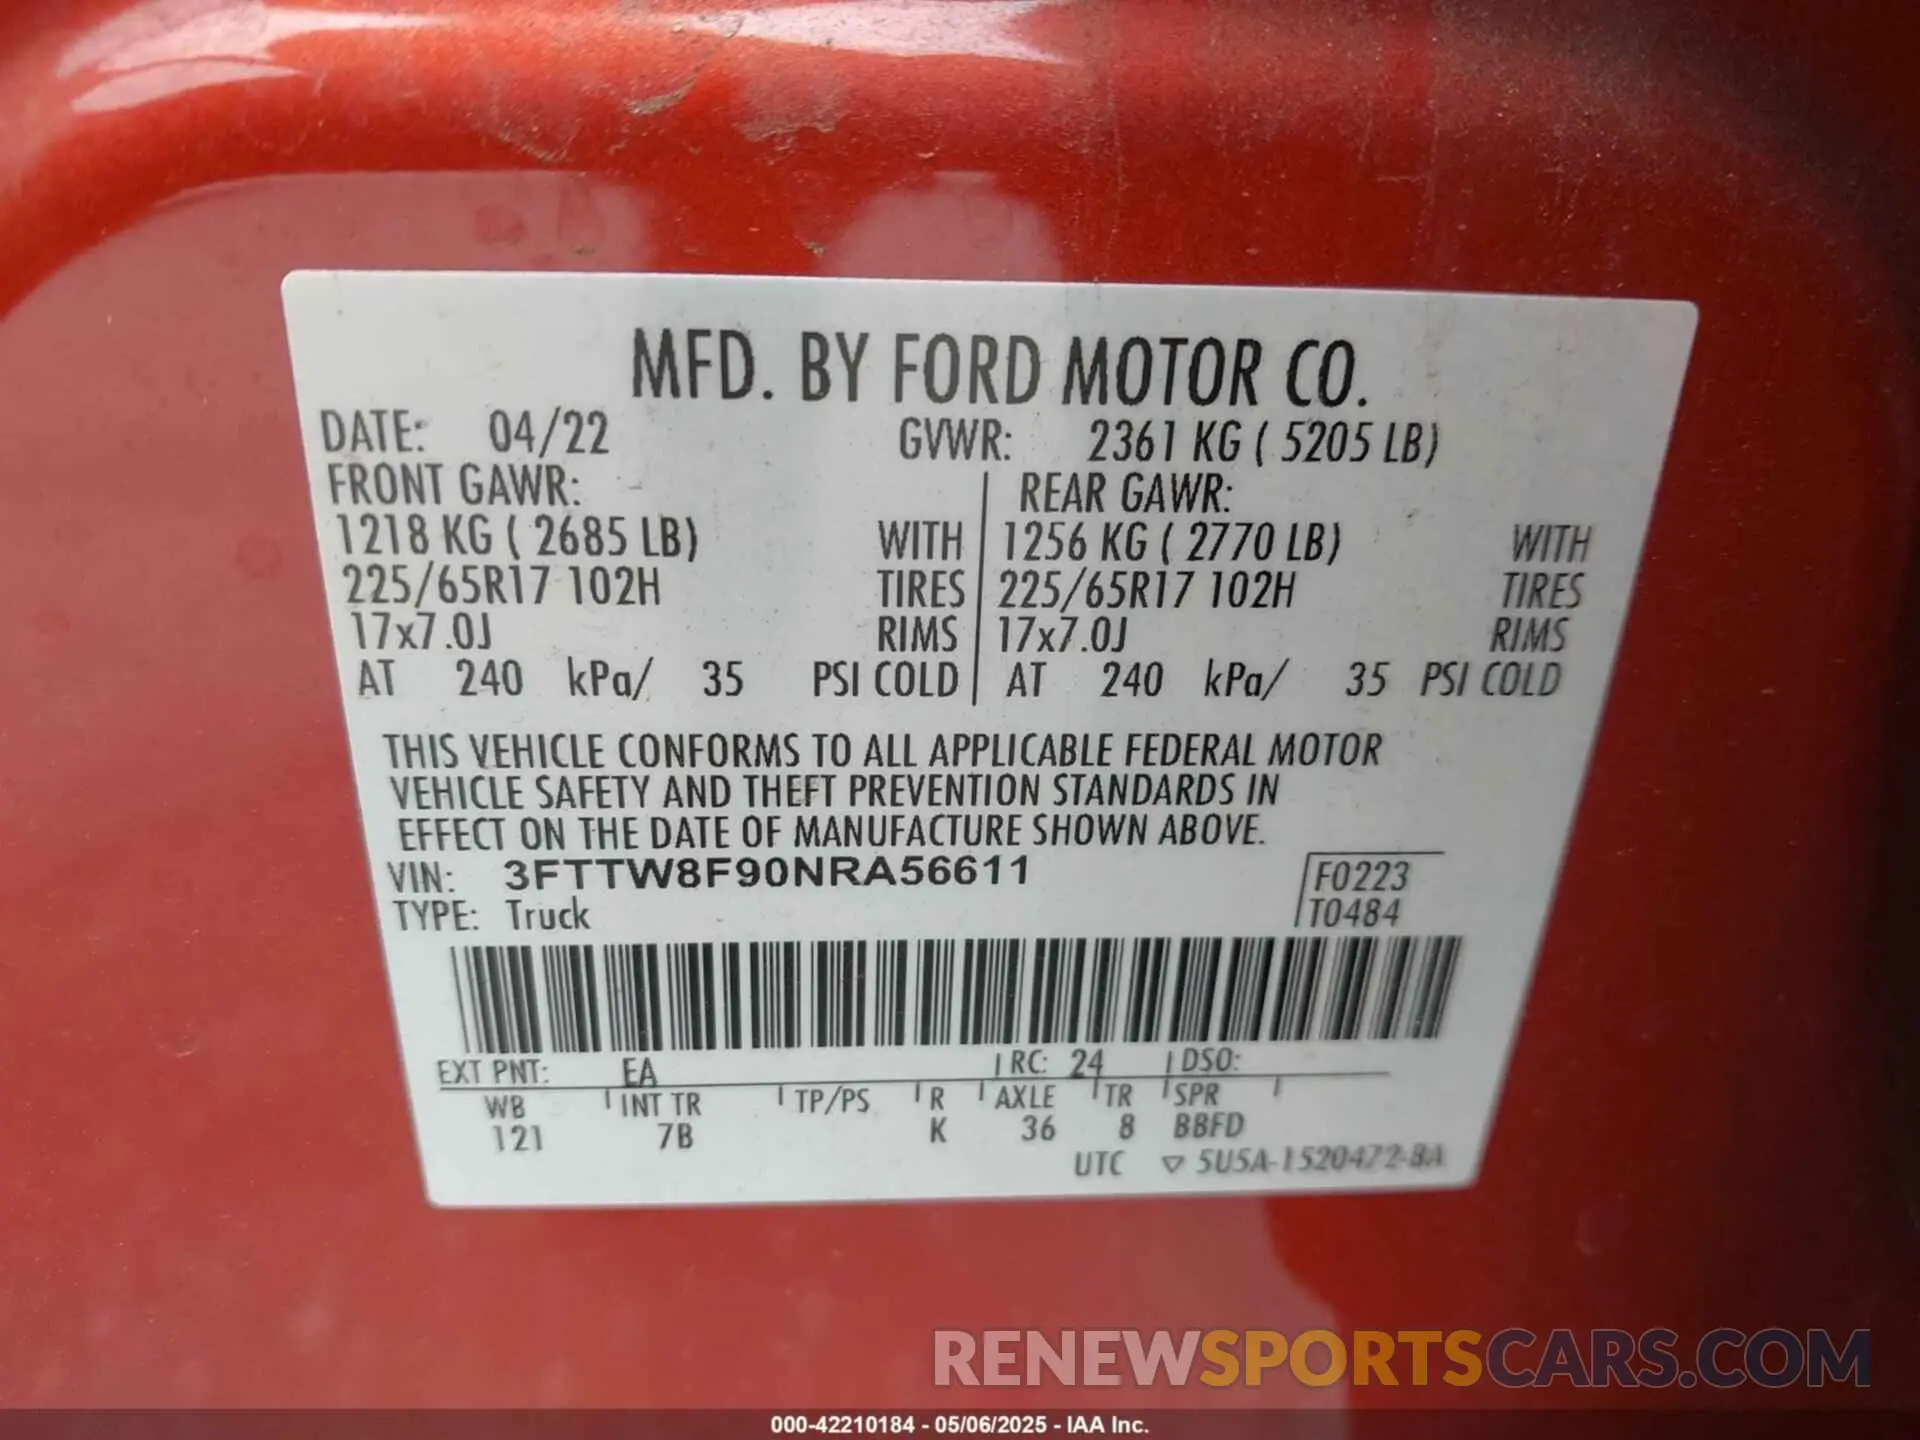 MFD. BY FORD MOTOR CO.
DATE: 04/22 GVWR: 2361 KG ( 5205 LB)
FRONT GAWR: REAR GAWR:
1218 KG ( 2685 LB) WITH 1256 KG ( 2770 LB) WITH
225/65R17 102H TIRES 225/65R17 102H TIRES
17x7.0J RIMS 17x7.0J RIMS
AT 240 kPa/ 35 PSI COLD AT 240 kPa/ 35 PSI COLD
THIS VEHICLE CONFORMS TO ALL APPLICABLE FEDERAL MOTOR
VEHICLE SAFETY AND THEFT PREVENTION STANDARDS IN
EFFECT ON THE DATE OF MANUFACTURE SHOWN ABOVE.
VIN: 3FTTW8F90NRA56611 F0223
TYPE: Truck T0484
EXT PNT: EA RC: 24 DSO:
WB INT TR TP/PS R AXLE TR SPR
121 7B K 36 8 BBFD
UTC ▽ 5U5A-1520472-BA
RENEWSPORTSCARS.COM
000-42210184 - 05/06/2025 - IAA Inc.